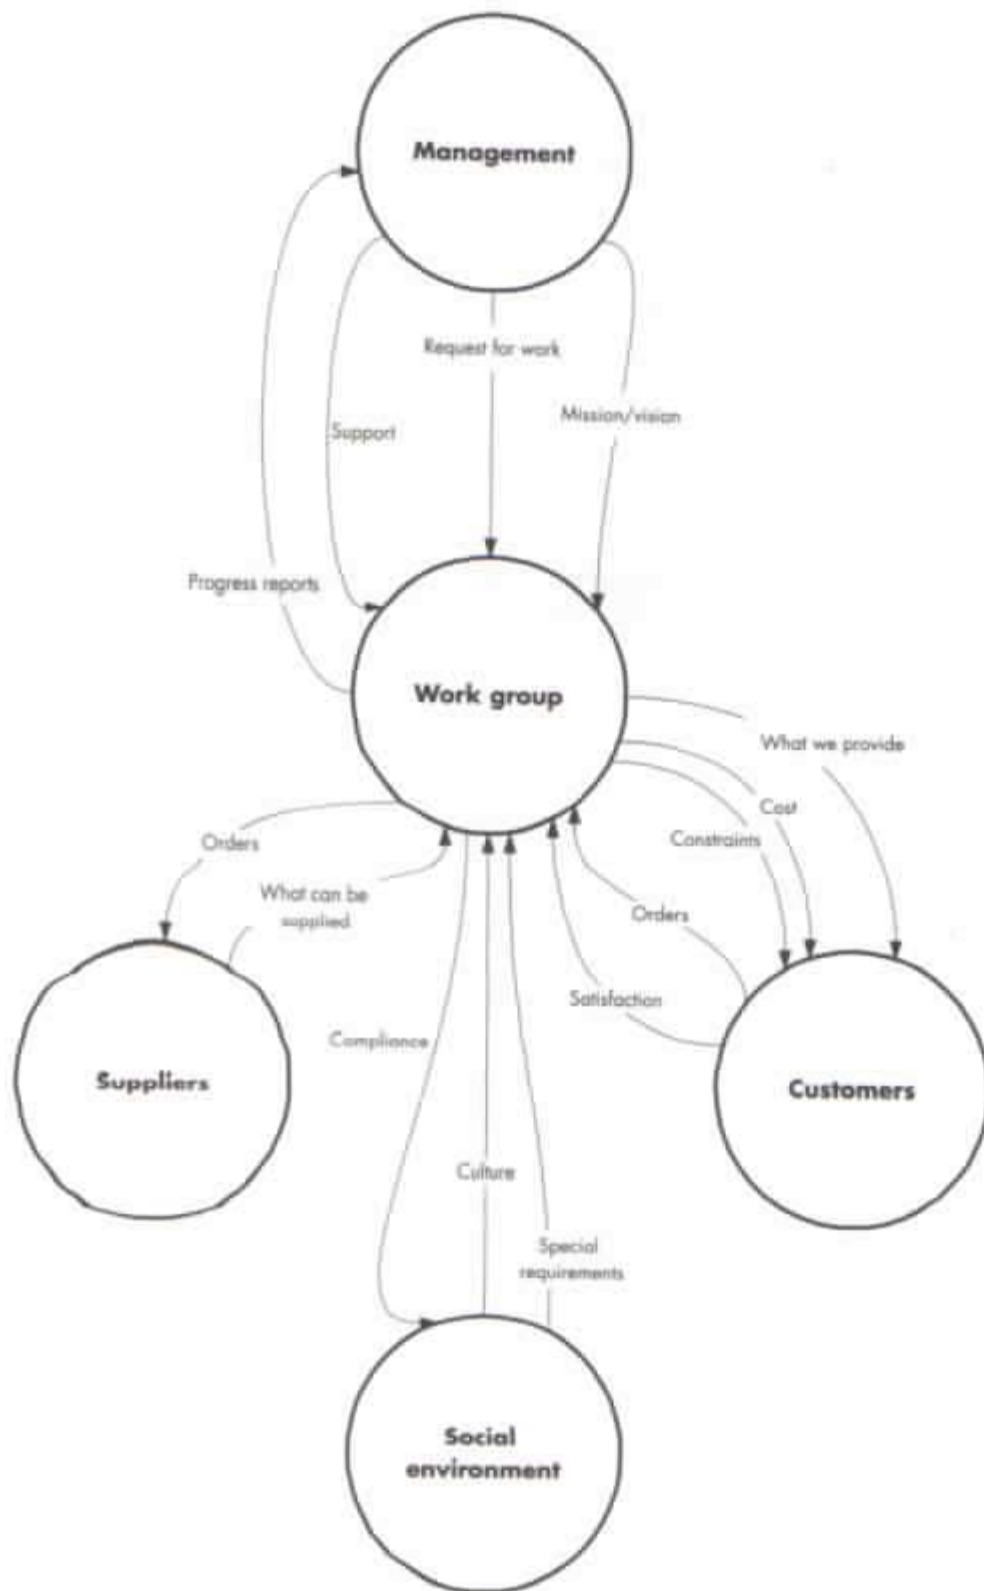 Management
Request for work
Mission/vision
Support
Progress reports
Work group
What we provide
Cost
Constraints
Orders
What can be
supplied
Orders
Satisfaction
Compliance
Suppliers
Customers
Culture
Special
requirements
Social
environment